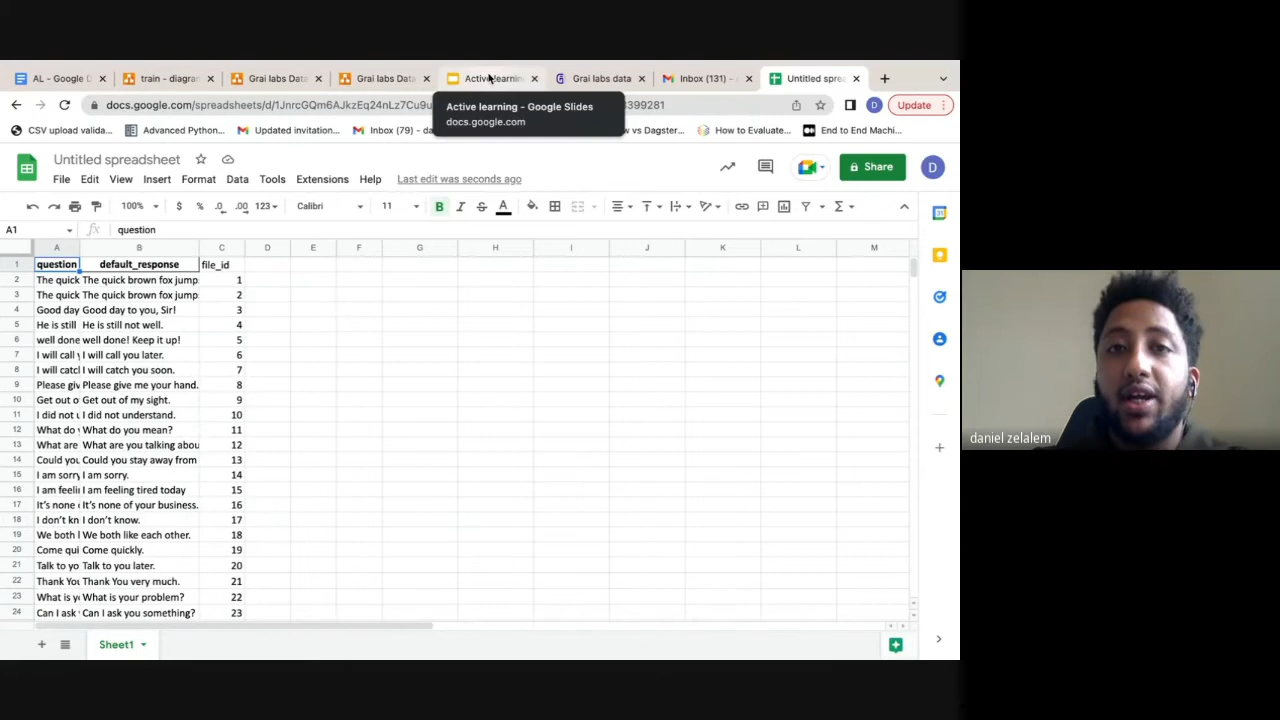 AL - Google D
train - diagran
Grai labs Data
Grai labs Data
Active learnin
Grai labs data
Inbox (131) -
Untitled sprea
docs.google.com/spreadsheets/d/1JnrcGQm6AJkzEq24nLz7Cu9u
3399281
Update
Active learning - Google Slides
docs.google.com
CSV upload valida...
Advanced Python...
Updated invitation...
Inbox (79) - da
w vs Dagster...
How to Evaluate...
End to End Machi...
Untitled spreadsheet
File Edit View Insert Format Data Tools Extensions Help Last edit was seconds ago
Share
D
100% $ % .0 .00 123 Calibri 11 B I S A
A1 fx question
A B C D E F G H I J K L M
1 question default_response file_id
2 The quick The quick brown fox jump 1
3 The quick The quick brown fox jump 2
4 Good day Good day to you, Sir! 3
5 He is still He is still not well. 4
6 well done well done! Keep it up! 5
7 I will call y I will call you later. 6
8 I will catcl I will catch you soon. 7
9 Please giv Please give me your hand. 8
10 Get out o Get out of my sight. 9
11 I did not u I did not understand. 10
12 What do y What do you mean? 11
13 What are What are you talking abou 12
14 Could you Could you stay away from 13
15 I am sorry I am sorry. 14
16 I am feeli I am feeling tired today 15
17 It's none It's none of your business. 16
18 I don't kn I don't know. 17
19 We both l We both like each other. 18
20 Come qui Come quickly. 19
21 Talk to yo Talk to you later. 20
22 Thank You Thank You very much. 21
23 What is yo What is your problem? 22
24 Can I ask Can I ask you something? 23
Sheet1
daniel zelalem